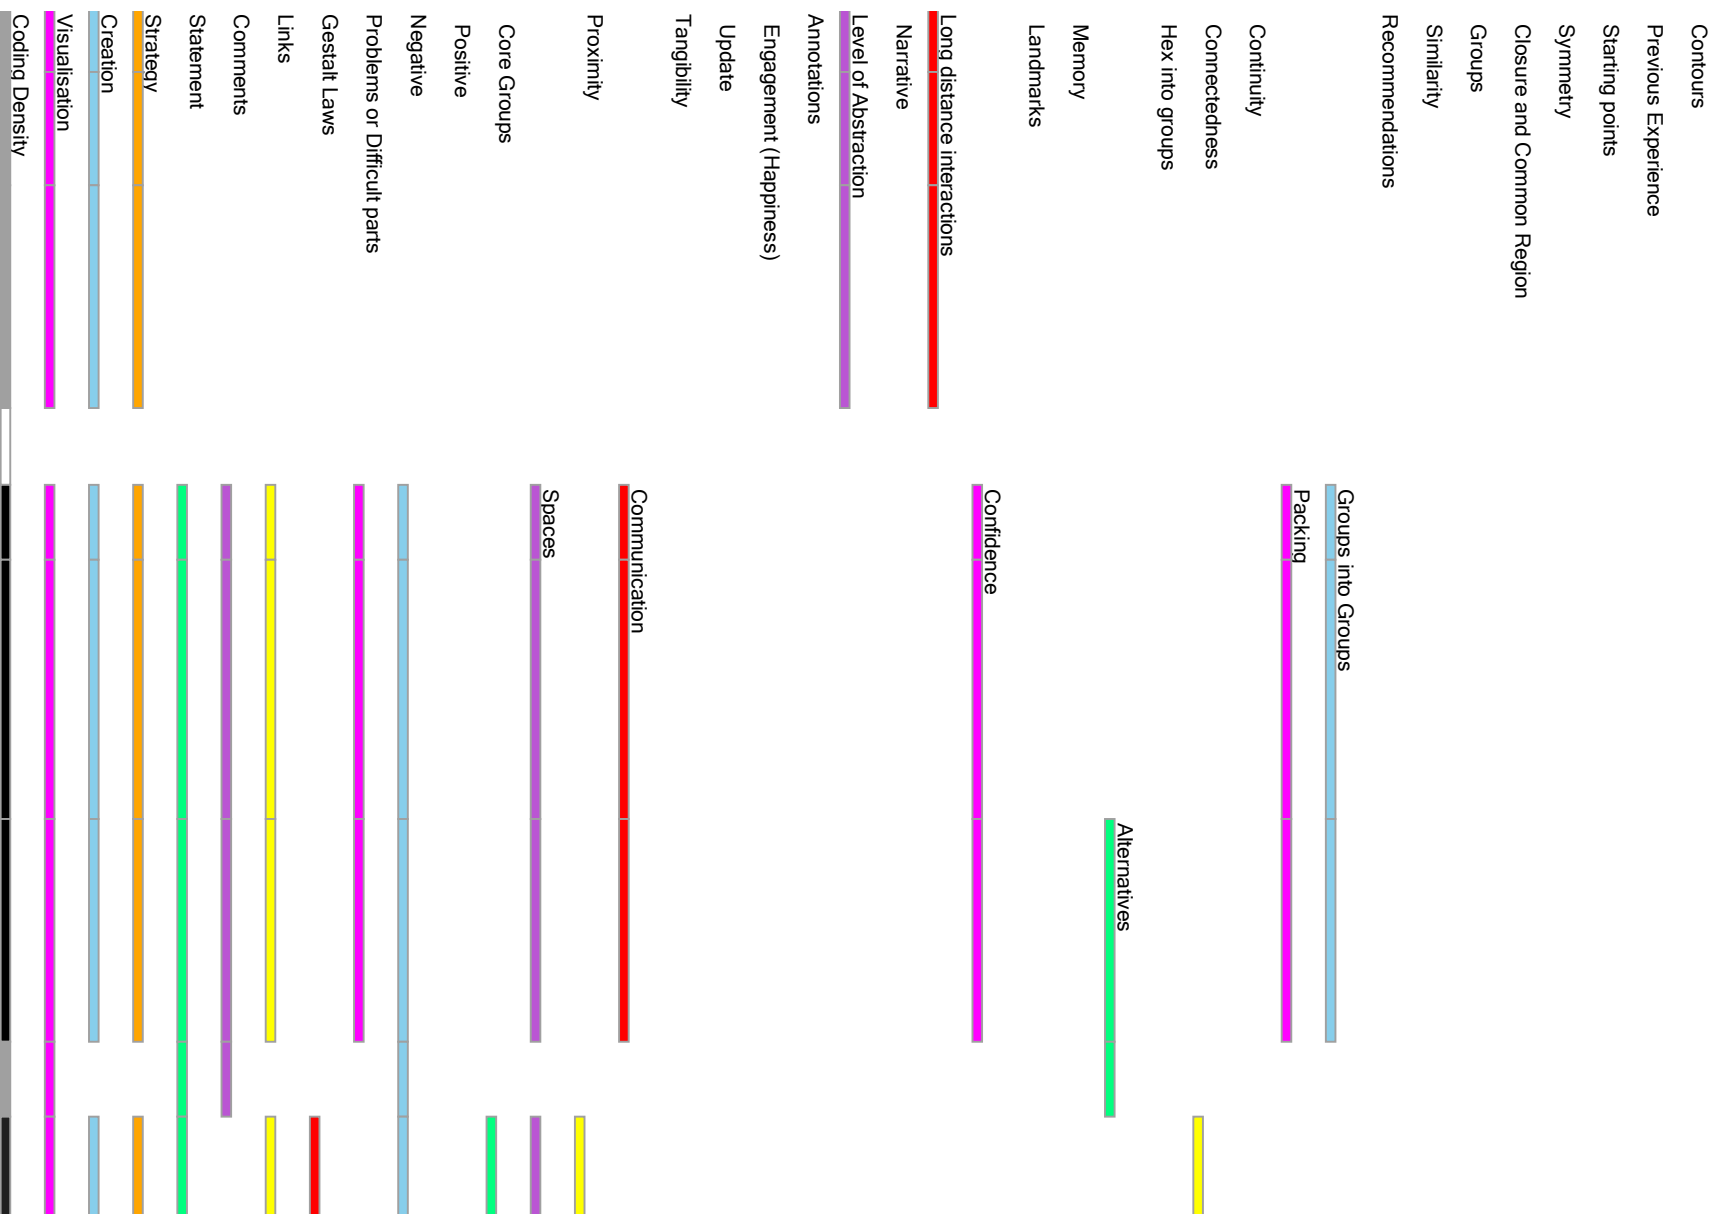 Coding Density
Visualisation
Creation
Strategy
Statement
Comments
Links
Gestalt Laws
Problems or Difficult parts
Negative
Positive
Core Groups
Spaces
Proximity
Communication
Tangibility
Update
Engagement (Happiness)
Annotations
Level of Abstraction
Narrative
Long distance interactions
Confidence
Landmarks
Memory
Alternatives
Hex into groups
Connectedness
Continuity
Packing
Groups into Groups
Recommendations
Similarity
Groups
Closure and Common Region
Symmetry
Starting points
Previous Experience
Contours